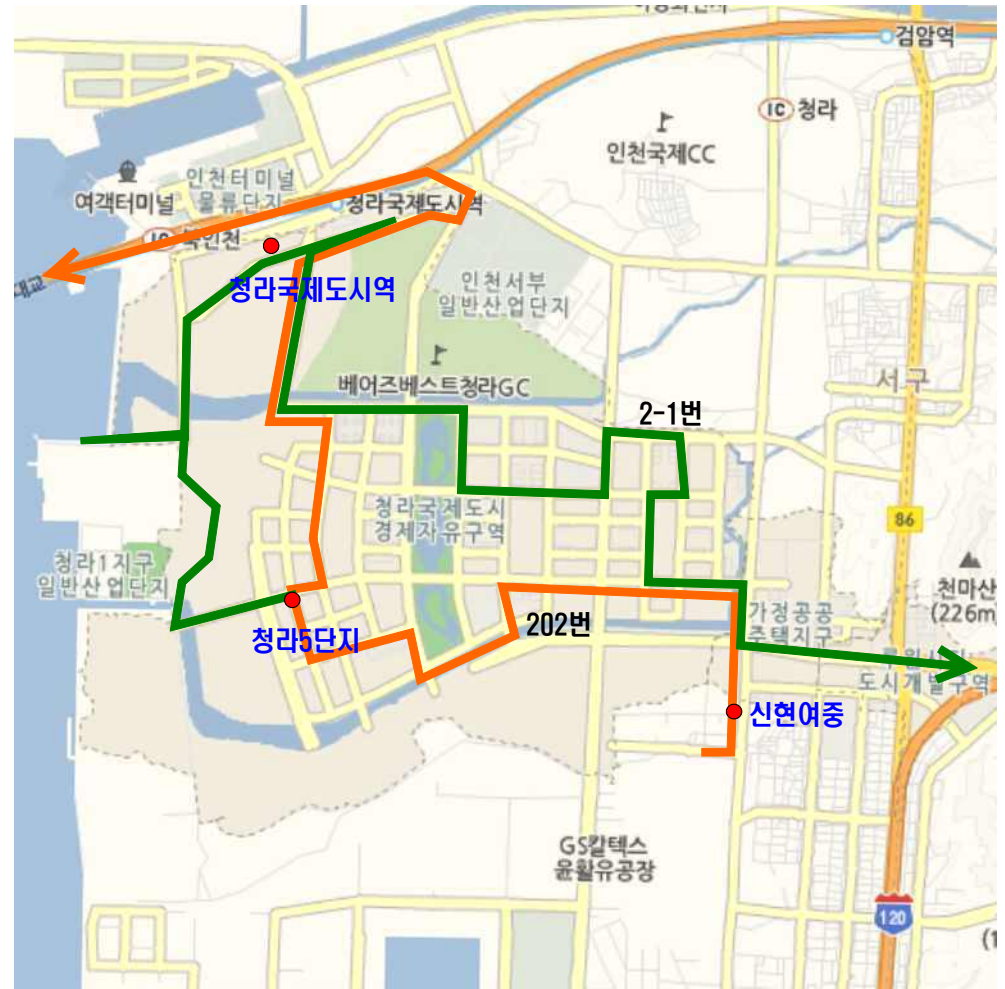 검암역
IC 청라
인천국제CC
여객터미널
인천터미널
물류단지
청라국제도시역
북인천
대교
청라국제도시역
인천서부
일반산업단지
베어즈베스트청라GC
서구
2-1번
청라국제도시
경제자유구역
86
청라1지구
일반산업단지
천마산
(226m)
202번
가정공공
주택지구
청라5단지
도시개발구역
신현여중
GS칼텍스
윤활유공장
120
(1